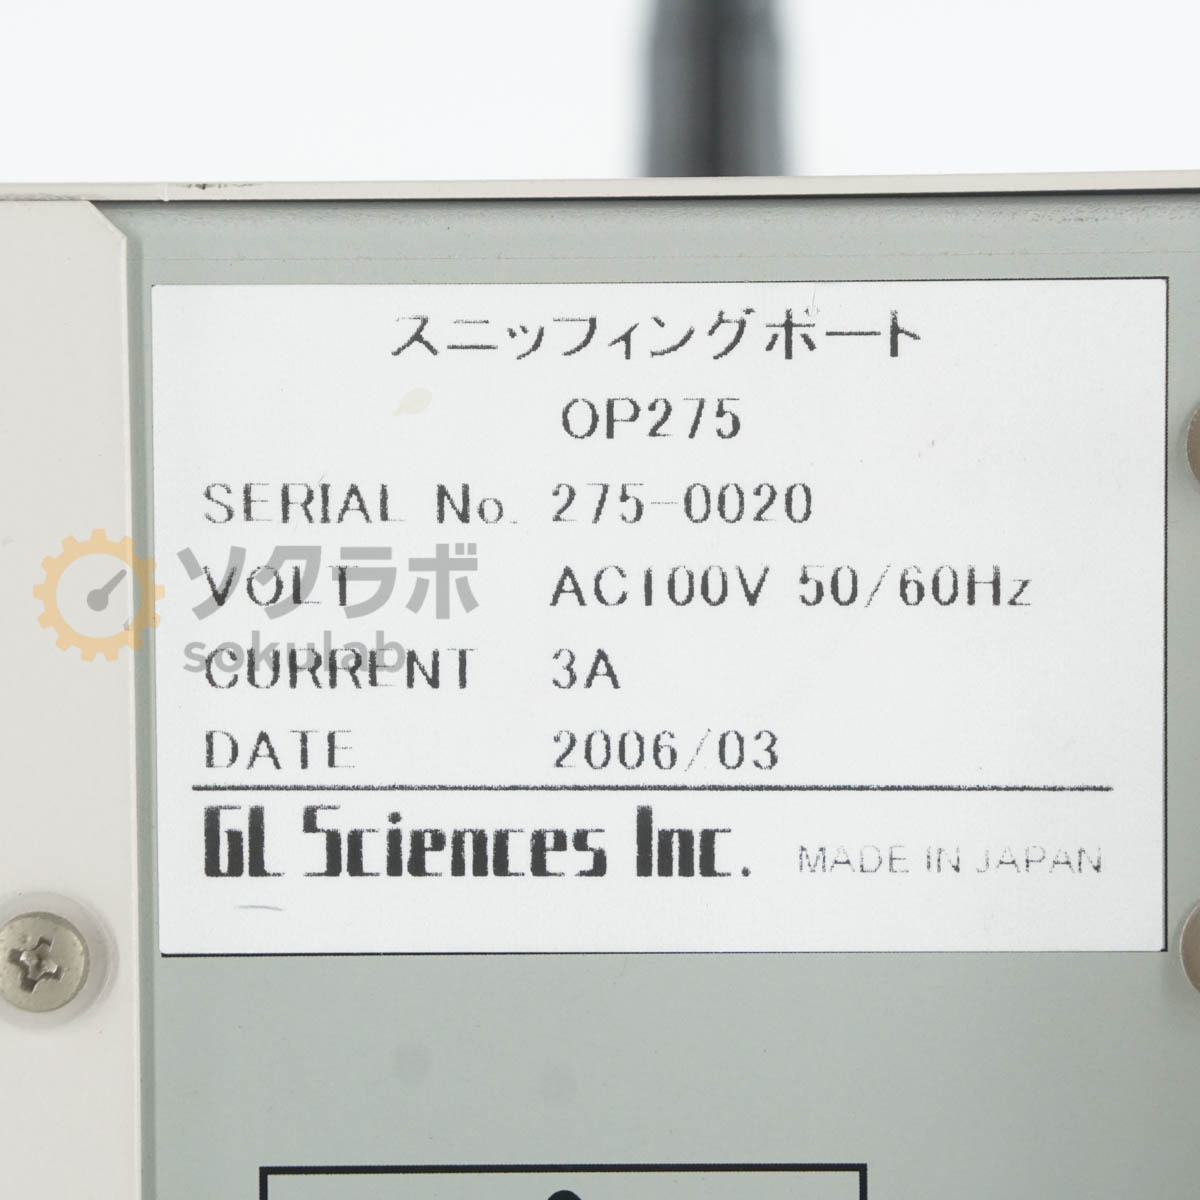 スニッフィングポート
OP275
SERIAL No. 275-0020
VOLT AC100V 50/60Hz
CURRENT 3A
DATE 2006/03
GL Sciences Inc. MADE IN JAPAN
ソクラボ
sokulab